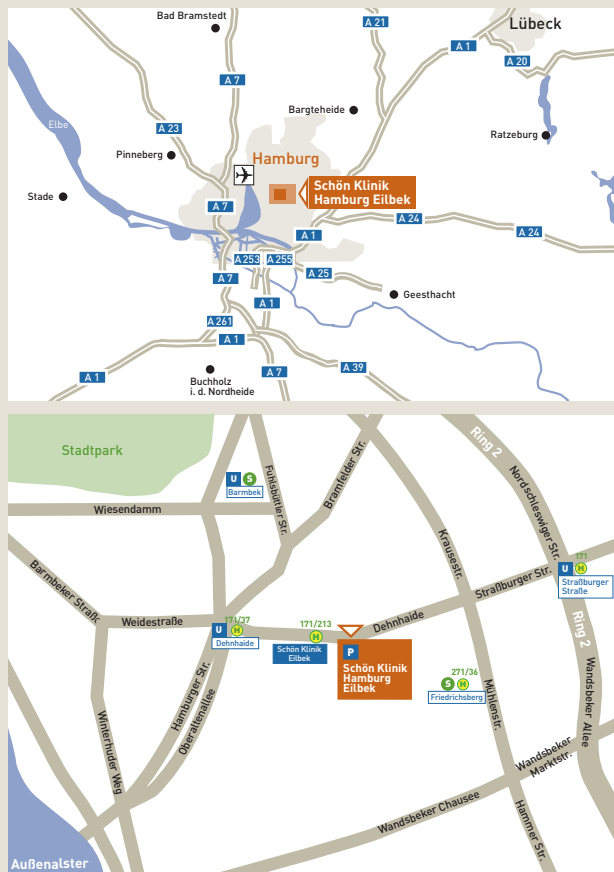 Bad Bramstedt
A 21
Lübeck
A 1
A 20
A 7
Elbe
A 23
Bargteheide
Ratzeburg
Pinneberg
Hamburg
Stade
Schön Klinik
Hamburg Eilbek
A 7
A 24
A 24
A 1
A 253
A 255
A 25
A 7
Geesthacht
A 1
A 261
A 1
A 7
A 39
A 1
Buchholz
i. d. Nordheide
Stadtpark
Ring 2
Nordschleswiger Str.
Bramfelder Str.
Fuhlsbüttler Str.
U S
Barmbek
Wiesendamm
Krausestr.
171
U H
Straßburger
Straße
Straßburger Str.
Barmbeker Straß
Weidestraße
171/37
U H
Dehnhaide
171/213
H
Schön Klinik
Eilbek
Dehnhaide
P
Schön Klinik
Hamburg
Eilbek
271/36
S H
Friedrichsberg
Ring 2
Wandsbeker Allee
Mühlenstr.
Hamburger Str.
Oberaltenallee
Winterhuder Weg
Wandsbeker
Marktstr.
Wandsbeker Chausee
Hammer Str.
Außenalster